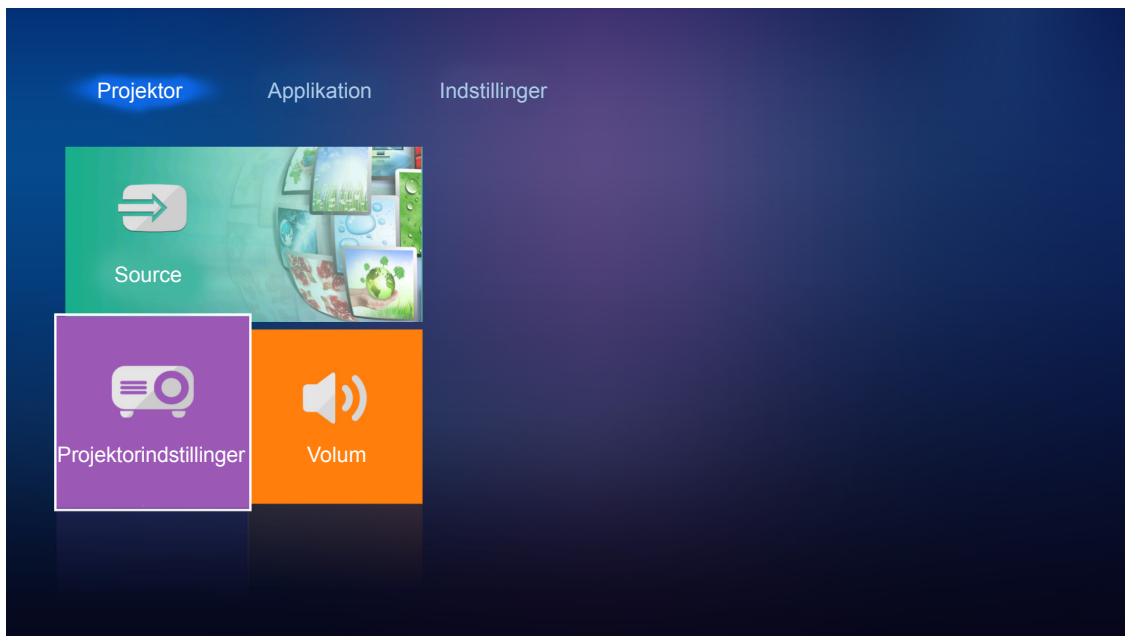 Projektor
Applikation
Indstillinger
Source
Projektorindstillinger
Volum